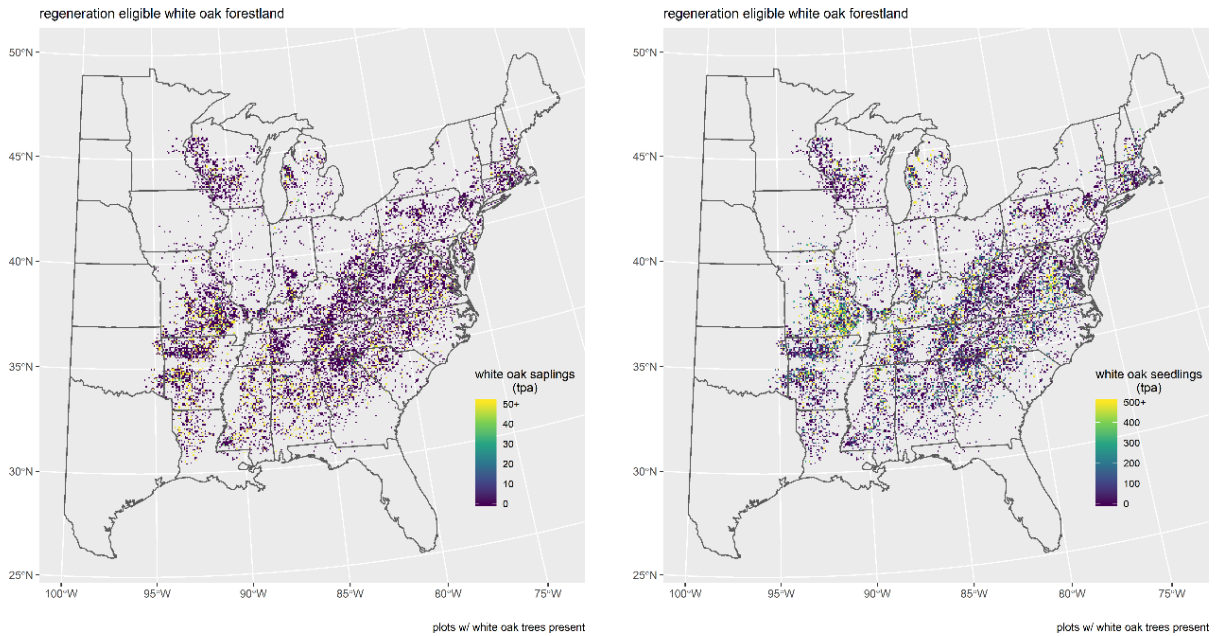 regeneration eligible white oak forestland
50°N
45°N
40°N
35°N
30°N
25°N
100°W
95°W
90°W
85°W
80°W
75°W
white oak saplings
(tpa)
50+
40
30
20
10
0
plots w/ white oak trees present
regeneration eligible white oak forestland
50°N
45°N
40°N
35°N
30°N
25°N
100°W
95°W
90°W
85°W
80°W
75°W
white oak seedlings
(tpa)
500+
400
300
200
100
0
plots w/ white oak trees present